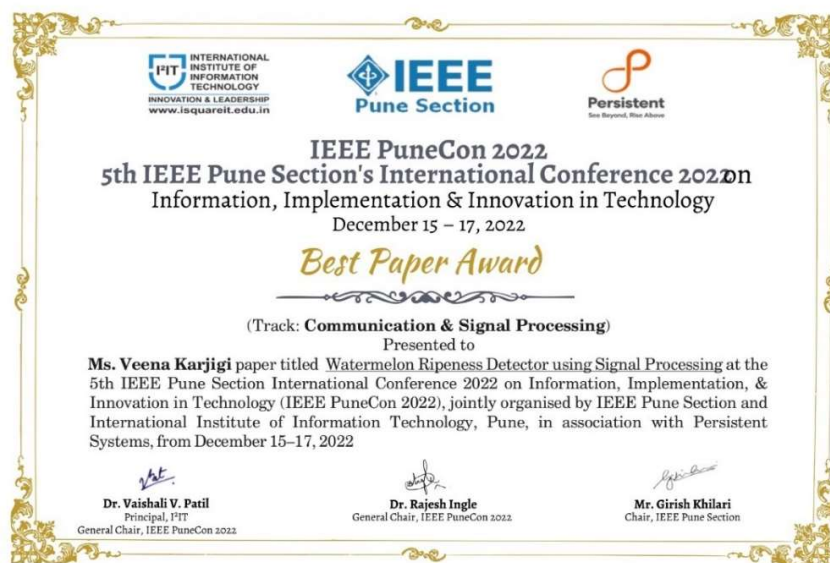 I²IT
INTERNATIONAL
INSTITUTE OF
INFORMATION
TECHNOLOGY
INNOVATION & LEADERSHIP
www.isquareit.edu.in
IEEE
Pune Section
Persistent
See Beyond, Rise Above
IEEE PuneCon 2022
5th IEEE Pune Section's International Conference 2022on
Information, Implementation & Innovation in Technology
December 15 – 17, 2022
Best Paper Award
(Track: Communication & Signal Processing)
Presented to
Ms. Veena Karjigi paper titled Watermelon Ripeness Detector using Signal Processing at the
5th IEEE Pune Section International Conference 2022 on Information, Implementation, &
Innovation in Technology (IEEE PuneCon 2022), jointly organised by IEEE Pune Section and
International Institute of Information Technology, Pune, in association with Persistent
Systems, from December 15–17, 2022
Dr. Vaishali V. Patil
Principal, I²IT
General Chair, IEEE PuneCon 2022
Dr. Rajesh Ingle
General Chair, IEEE PuneCon 2022
Mr. Girish Khilari
Chair, IEEE Pune Section